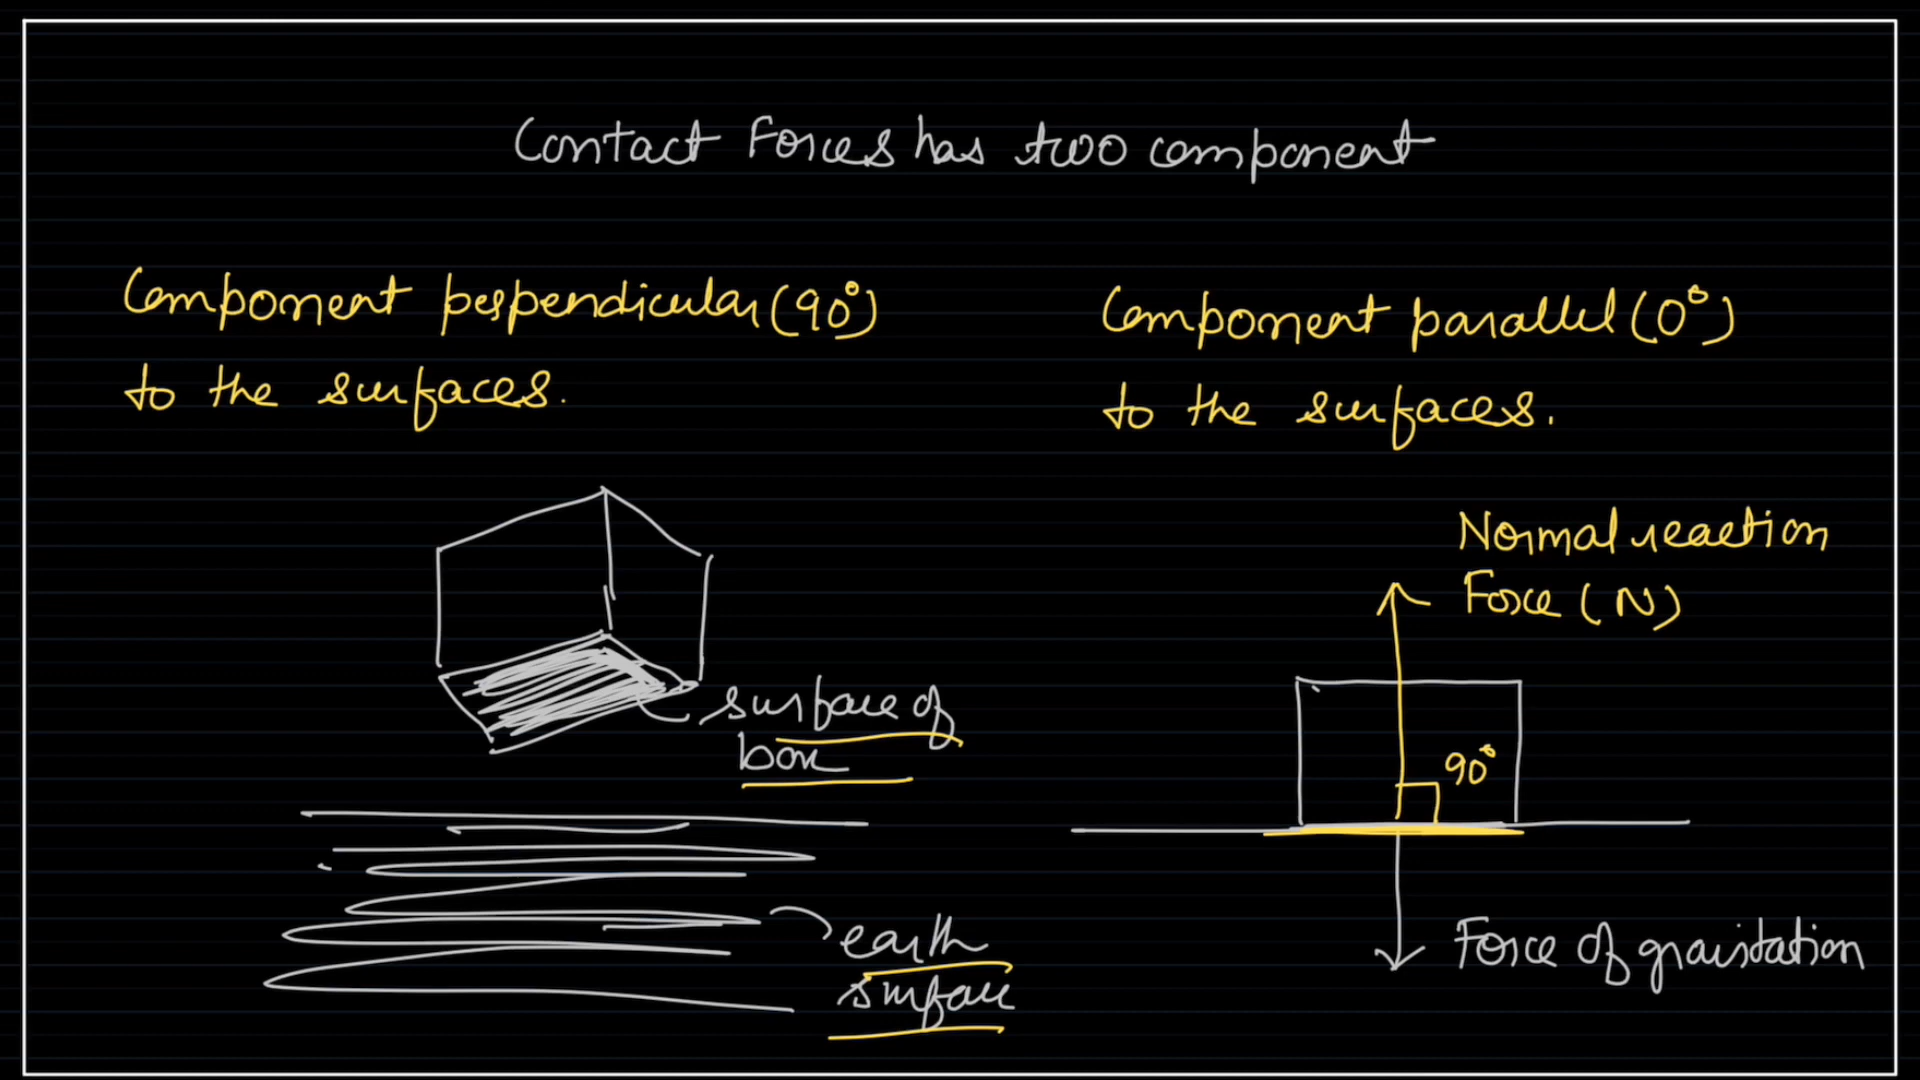 Contact Forces has two component
Component perpendicular (90°)
to the surfaces.
Component parallel (0°)
to the surfaces.
Normal reaction
Force (N)
surface of
box
90°
earth
surface
Force of gravitation